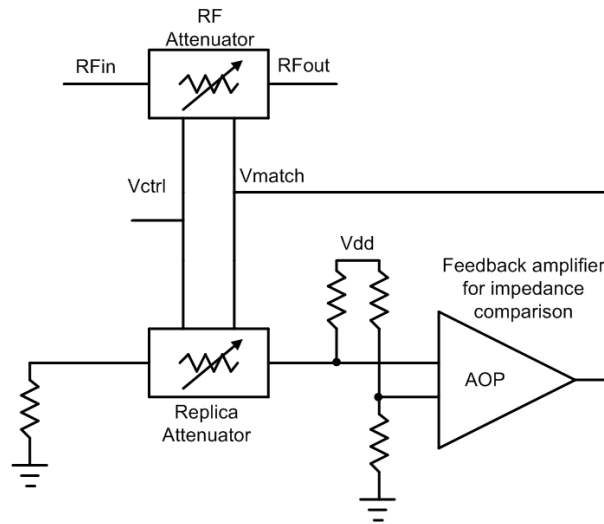 RF
Attenuator
RFin
RFout
Vctrl
Vmatch
Vdd
Feedback amplifier
for impedance
comparison
AOP
Replica
Attenuator